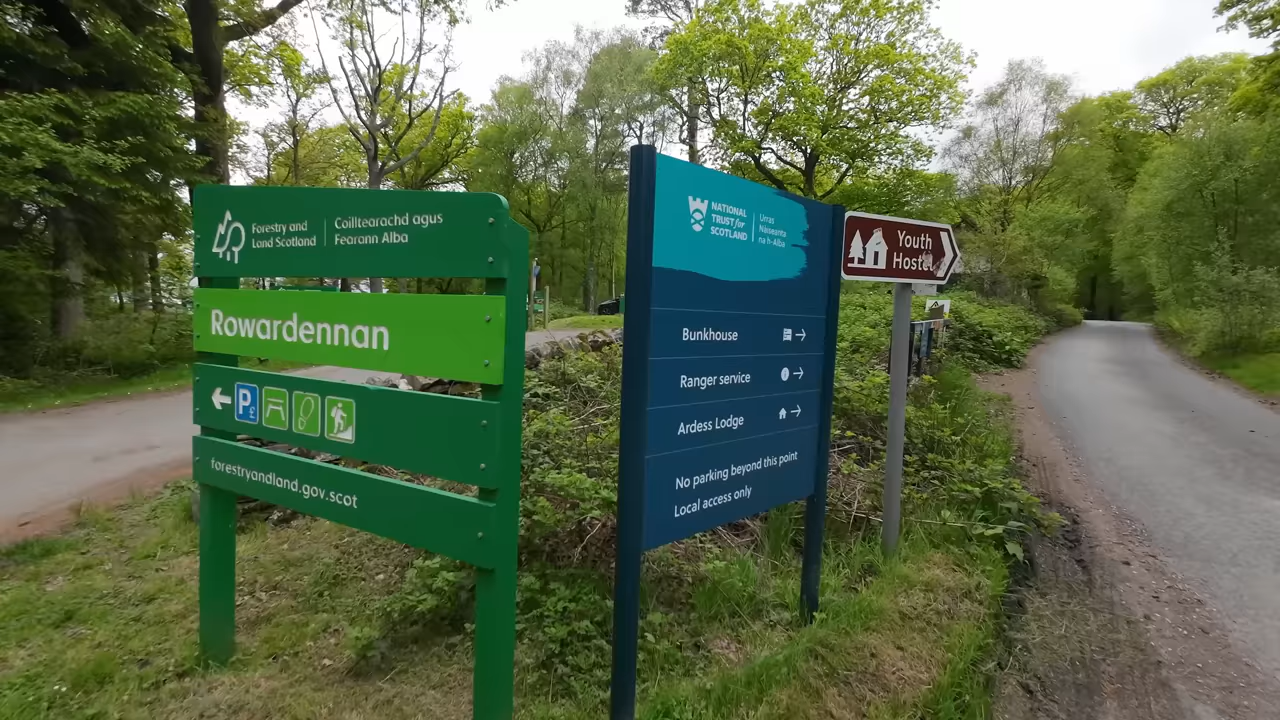 Forestry and
Land Scotland
Coilltearachd agus
Fearann Alba
Rowardennan
P
£
forestryandland.gov.scot
NATIONAL
TRUST for
SCOTLAND
Urras
Nàiseanta
na h-Alba
Bunkhouse
Ranger service
Ardess Lodge
No parking beyond this point
Local access only
Youth
Hostel